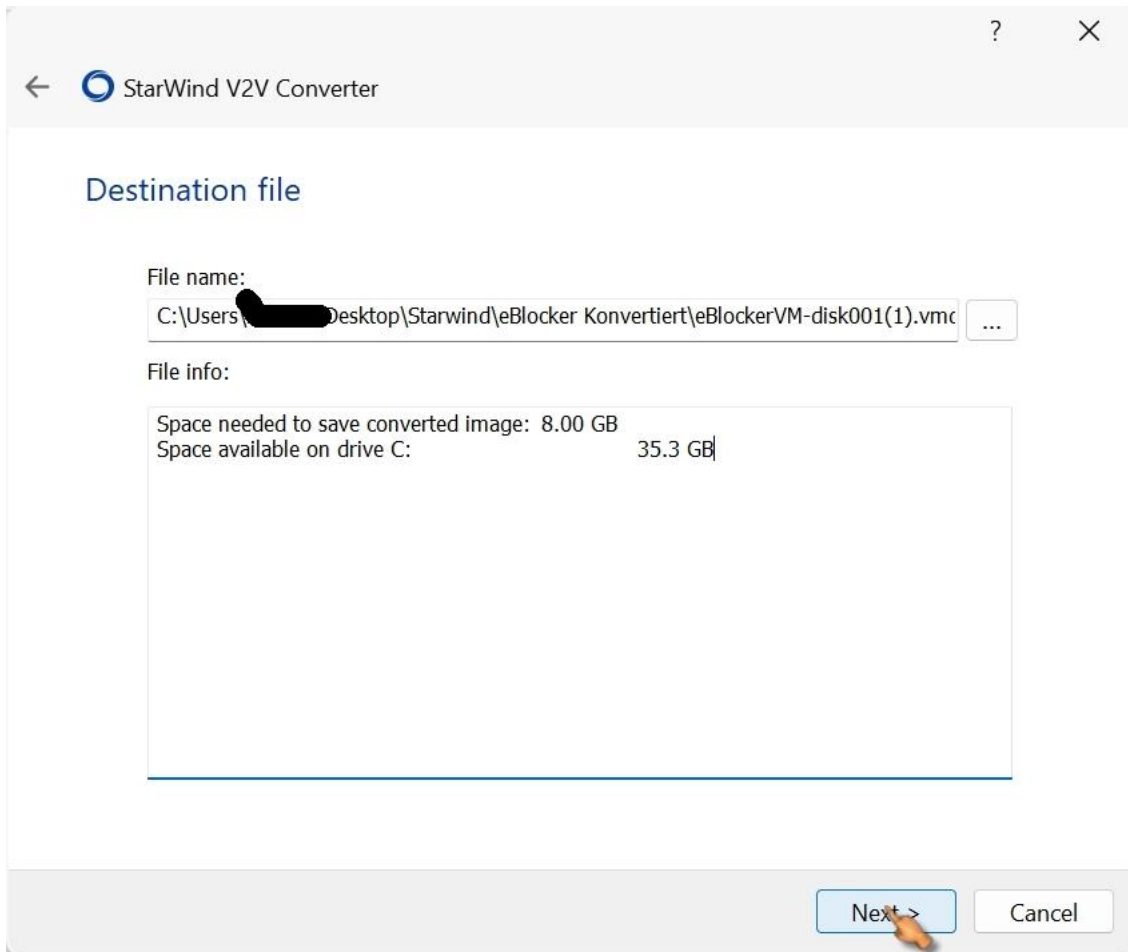 ?
StarWind V2V Converter
Destination file
File name:
C:\Users\ Desktop\Starwind\eBlocker Konvertiert\eBlockerVM-disk001(1).vmd
...
File info:
Space needed to save converted image: 8.00 GB
Space available on drive C: 35.3 GB
Next >
Cancel